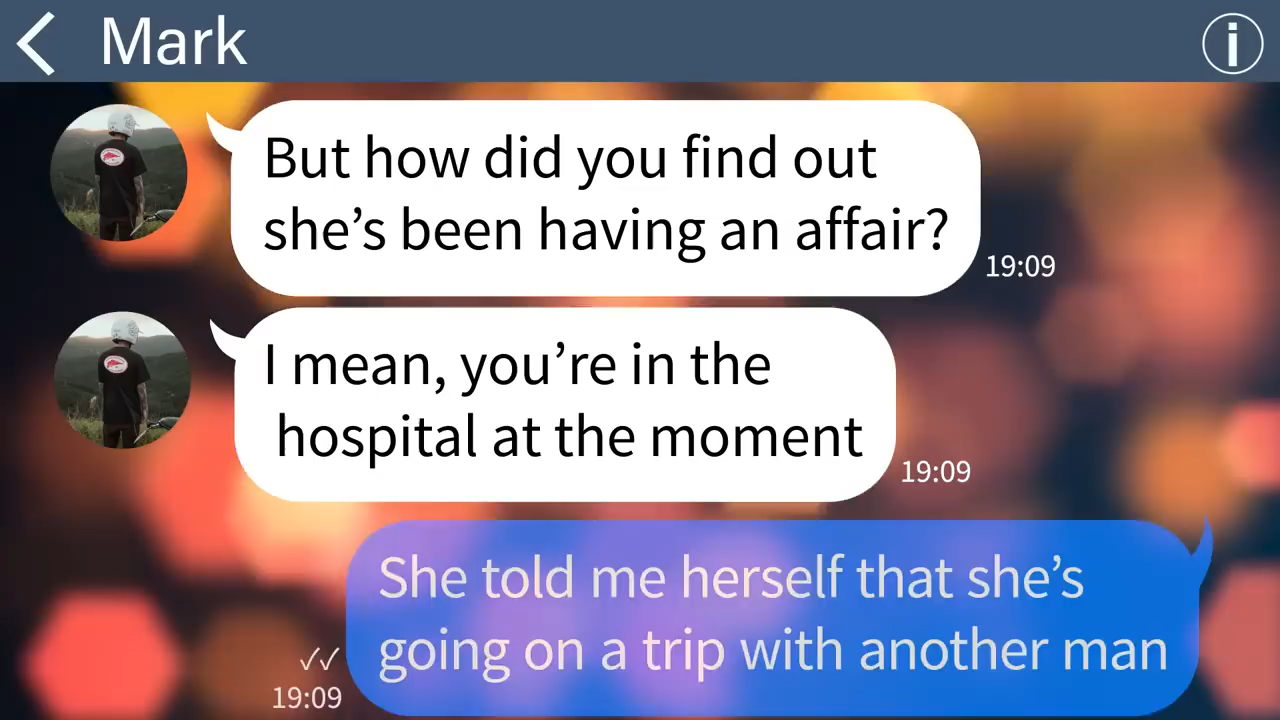 Mark
i
But how did you find out
she’s been having an affair?
19:09
I mean, you’re in the
hospital at the moment
19:09
She told me herself that she’s
going on a trip with another man
19:09